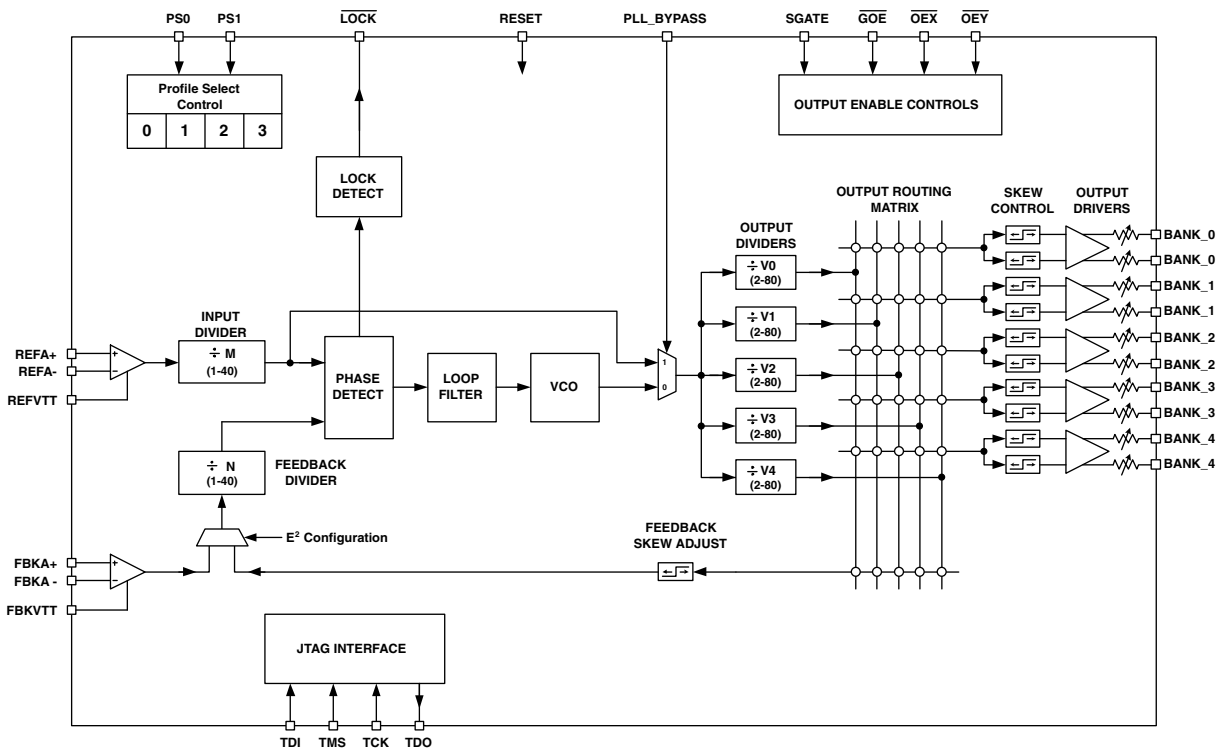 PS0 PS1 LOCK RESET PLL_BYPASS SGATE GOE OEX OEY
Profile Select
Control
0 1 2 3
OUTPUT ENABLE CONTROLS
LOCK
DETECT
OUTPUT ROUTING
MATRIX
SKEW
CONTROL
OUTPUT
DRIVERS
OUTPUT
DIVIDERS
÷ V0
(2-80)
÷ V1
(2-80)
÷ V2
(2-80)
÷ V3
(2-80)
÷ V4
(2-80)
BANK_0
BANK_0
BANK_1
BANK_1
BANK_2
BANK_2
BANK_3
BANK_3
BANK_4
BANK_4
INPUT
DIVIDER
÷ M
(1-40)
REFA+
REFA-
REFVTT
+
−
PHASE
DETECT
LOOP
FILTER
VCO
1
0
÷ N
(1-40)
FEEDBACK
DIVIDER
E² Configuration
FEEDBACK
SKEW ADJUST
FBKA+
FBKA -
FBKVTT
+
−
JTAG INTERFACE
TDI TMS TCK TDO